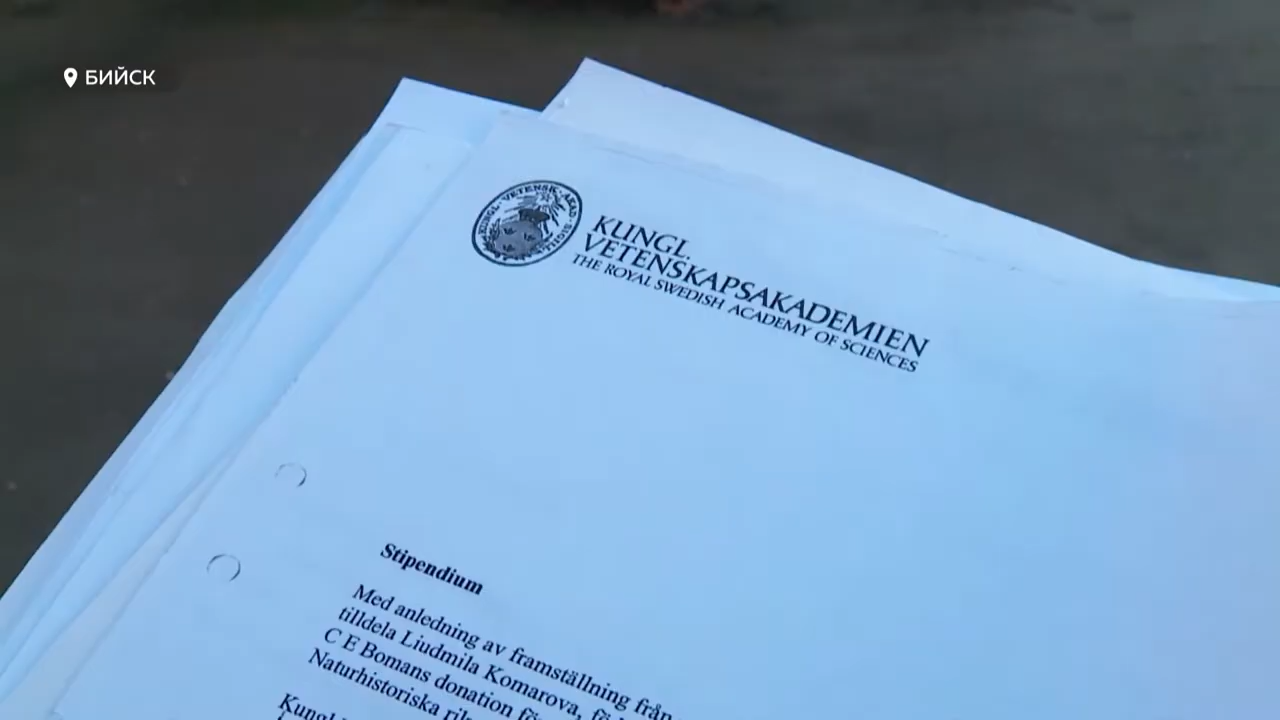 БИЙСК
KUNGL. VETENSK. AKAD. SIGILL.
KUNGL.
VETENSKAPSAKADEMIEN
THE ROYAL SWEDISH ACADEMY OF SCIENCES
Stipendium
Med anledning av framställning från
tilldela Liudmila Komarova,
C E Bomans donation
Naturhistoriska